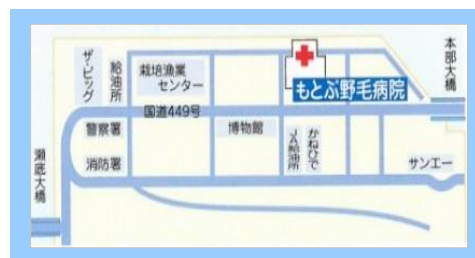 ザ・ビッグ
給油所
栽培漁業
センター
もとぶ野毛病院
本部大橋
国道449号
警察署
博物館
JA給油所
かねひで
消防署
サンエー
瀬底大橋